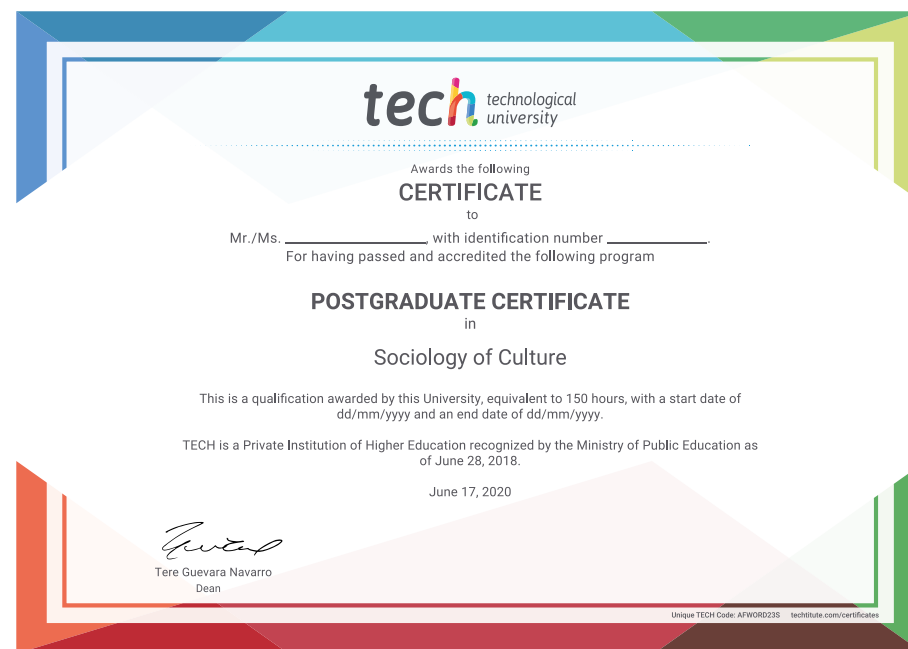 tech technological
university
Awards the following
CERTIFICATE
to
Mr./Ms. ____________________, with identification number ______________.
For having passed and accredited the following program
POSTGRADUATE CERTIFICATE
in
Sociology of Culture
This is a qualification awarded by this University, equivalent to 150 hours, with a start date of
dd/mm/yyyy and an end date of dd/mm/yyyy.
TECH is a Private Institution of Higher Education recognized by the Ministry of Public Education as
of June 28, 2018.
June 17, 2020
Tere Guevara Navarro
Dean
Unique TECH Code: AFWORD23S techtitute.com/certificates